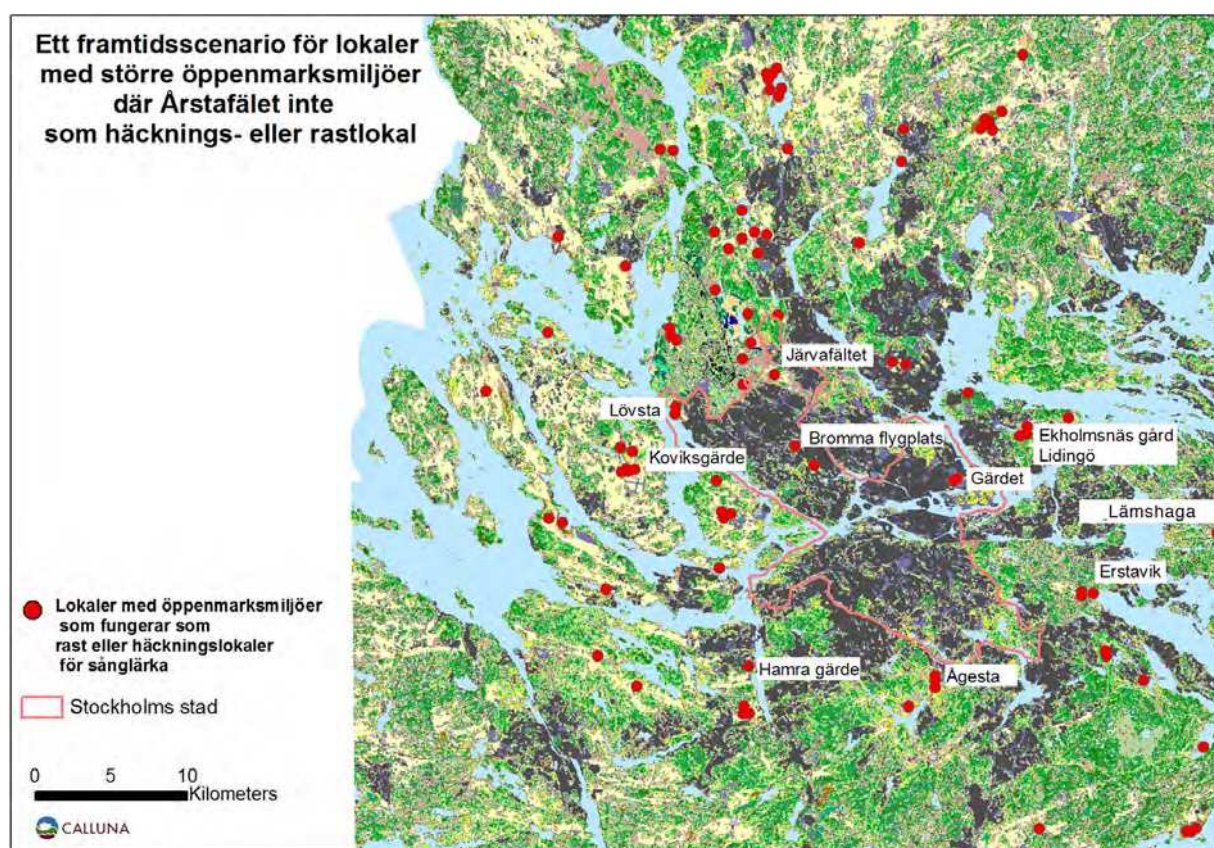 Ett framtidsscenario för lokaler
med större öppenmarksmiljöer
där Årstafälet inte
som häcknings- eller rastlokal
Järvafältet
Lövsta
Bromma flygplats
Ekholmsnäs gård
Lidingö
Koviksgärde
Gärdet
Lämshaga
Erstavik
Hamra gärde
Ågesta
Lokaler med öppenmarksmiljöer
som fungerar som
rast eller häckningslokaler
för sånglärka
Stockholms stad
0 5 10
Kilometers
CALLUNA